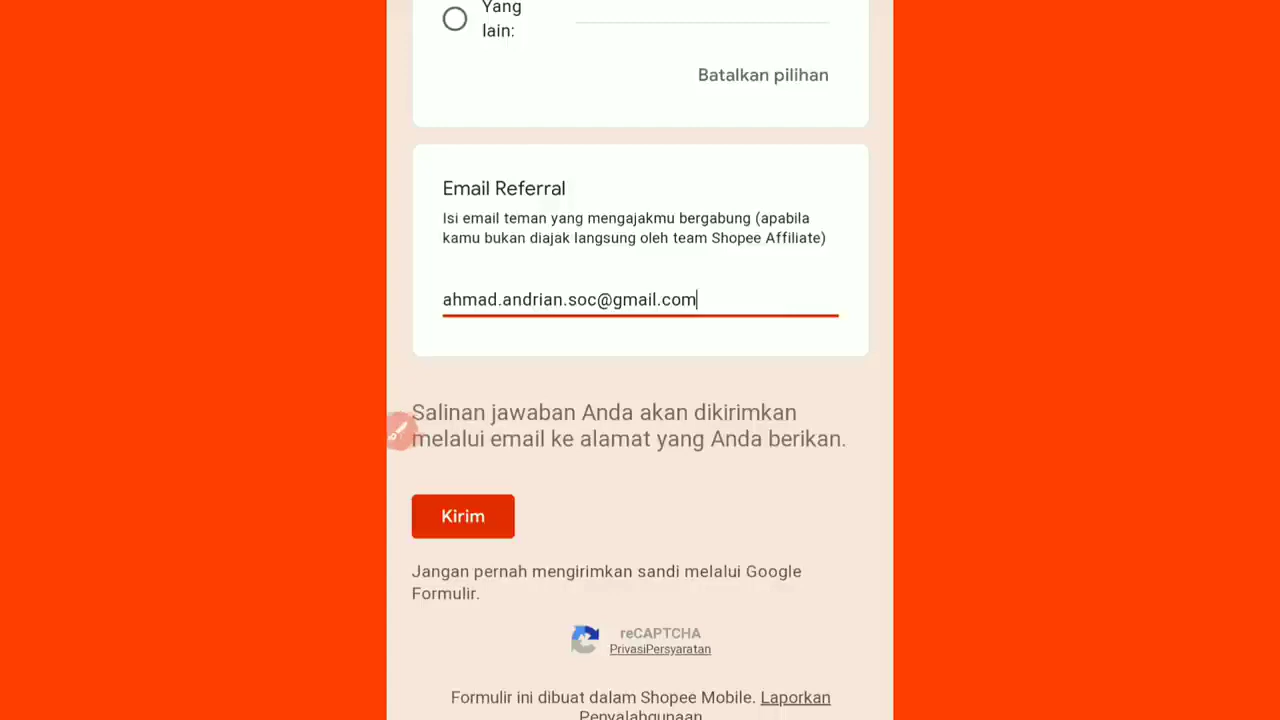 Yang
lain:
Batalkan pilihan
Email Referral
Isi email teman yang mengajakmu bergabung (apabila
kamu bukan diajak langsung oleh team Shopee Affiliate)
ahmad.andrian.soc@gmail.com
Salinan jawaban Anda akan dikirimkan
melalui email ke alamat yang Anda berikan.
Kirim
Jangan pernah mengirimkan sandi melalui Google
Formulir.
reCAPTCHA
PrivasiPersyaratan
Formulir ini dibuat dalam Shopee Mobile. Laporkan
Penyalahgunaan